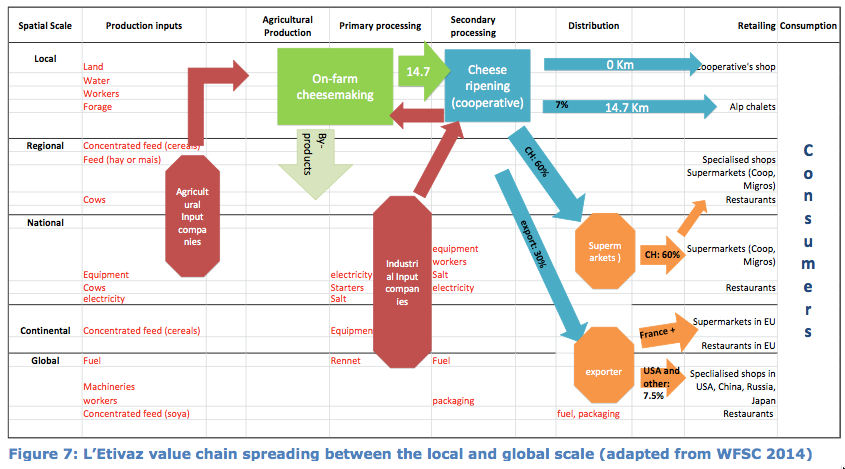 Spatial Scale Production inputs Agricultural Production Primary processing Secondary processing Distribution Retailing Consumption
Local
Land
Water
Workers
Forage
On-farm
cheesemaking
14.7
Cheese
ripening
(cooperative)
0 Km
ooperative's shop
7% 14.7 Km
Alp chalets
Regional
Concentrated feed (cereals)
Feed (hay or mais)
Cows
Agricult
ural
Input
compa
nies
By-
products
CH: 60%
export: 30%
Specialised shops
Supermarkets (Coop,
Migros)
Restaurants
National
Equipment
Cows
electricity
electricity
Starters
Salt
Industri
al Input
compan
ies
equipment
workers
Salt
electricity
Superm
arkets )
CH: 60%
Supermarkets (Coop,
Migros)
Restaurants
Continental
Concentrated feed (cereals)
Equipmen
France +
Supermarkets in EU
Restaurants in EU
Global
Fuel
Machineries
workers
Concentrated feed (soya)
Rennet
Fuel
packaging
exporter
fuel, packaging
USA and
other:
7.5%
Speclialised shops in
USA, China, Russia,
Japan
Restaurants
C
o
n
s
u
m
e
r
s
Figure 7: L’Etivaz value chain spreading between the local and global scale (adapted from WFSC 2014)